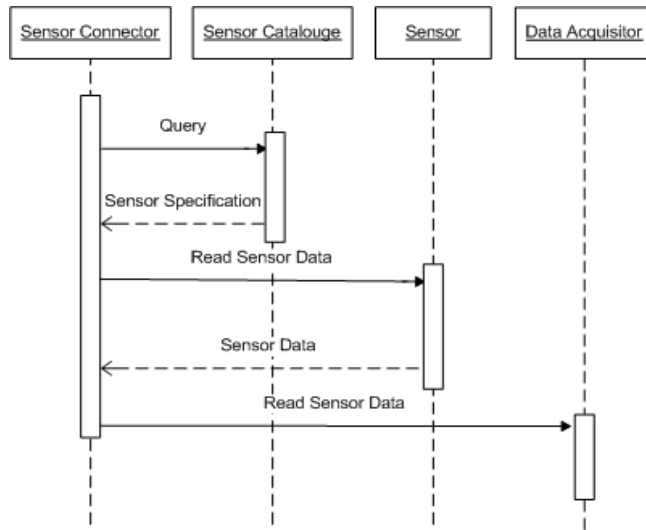 Sensor Connector
Sensor Catalouge
Sensor
Data Acquisitor
Query
Sensor Specification
Read Sensor Data
Sensor Data
Read Sensor Data